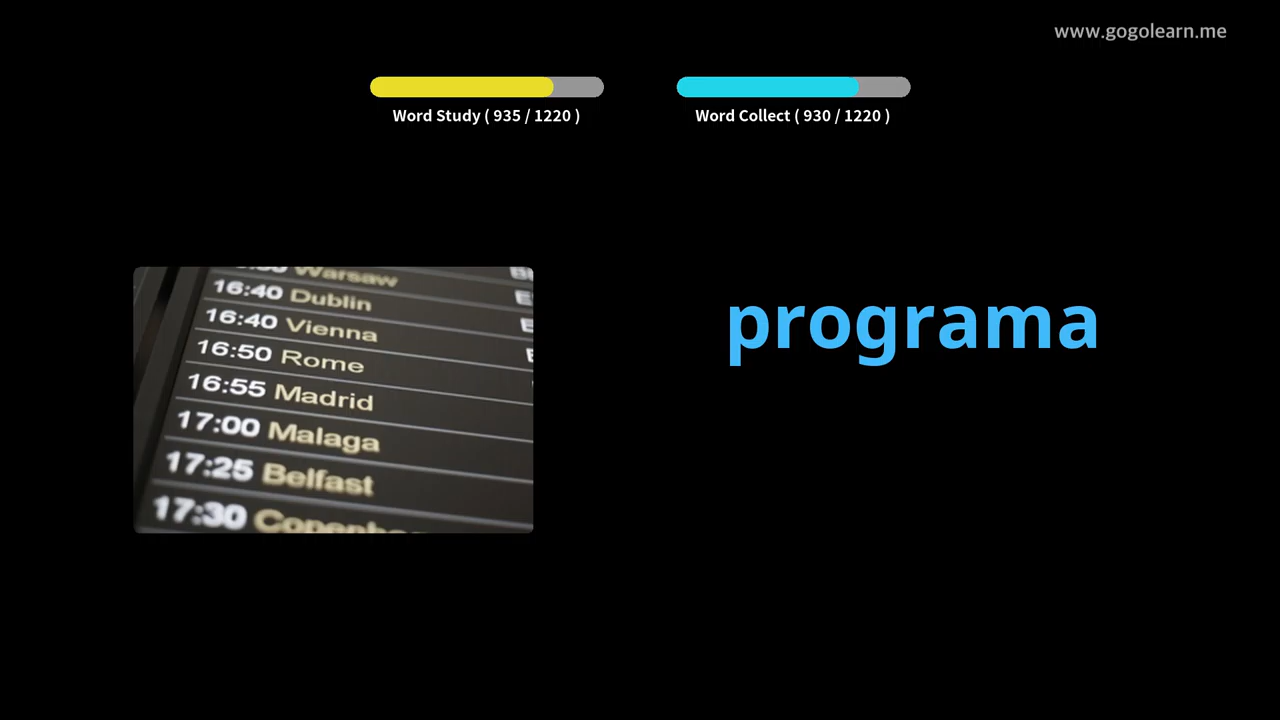 www.gogolearn.me
Word Study ( 935 / 1220 )
Word Collect ( 930 / 1220 )
Warsaw
16:40 Dublin
16:40 Vienna
16:50 Rome
16:55 Madrid
17:00 Malaga
17:25 Belfast
17:30
programa